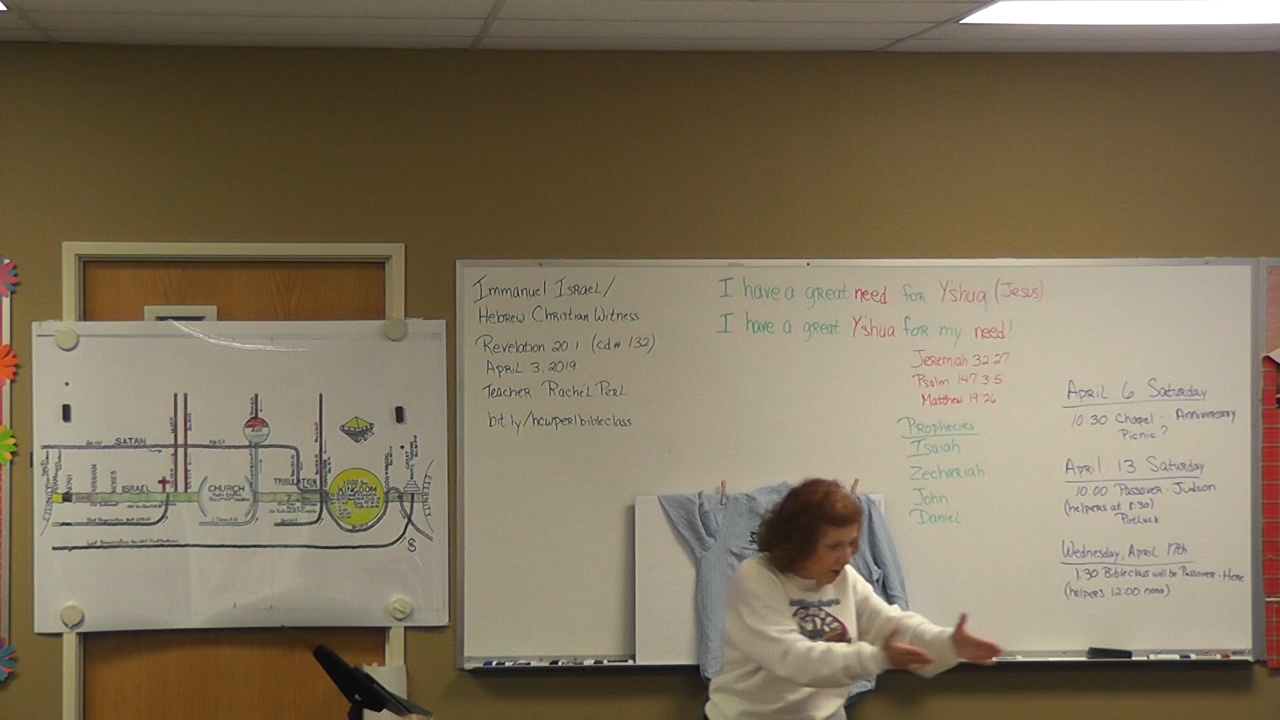 Immanuel Israel/
Hebrew Christian Witness
Revelation 20:1 (cd# 132)
April 3, 2019
Teacher Rachel Perl
bit.ly/hcwperlbibleclass
I have a great need for Y'shua (Jesus)
I have a great Y'shua for my need!
Jeremiah 32:27
Psalm 147:3-5
Matthew 19:26
Prophecies
Isaiah
Zechariah
John
Daniel
April 6 Saturday
10:30 Chapel - Anniversary
Picnic?
April 13 Saturday
10:00 Passover - Judson
(helpers at 8:30)
Potluck
Wednesday, April 17th
1:30 Bible class will be Passover - Here
(helpers 12:00 noon)
SATAN
ISRAEL
CHURCH
TRIBULATION
KINGDOM